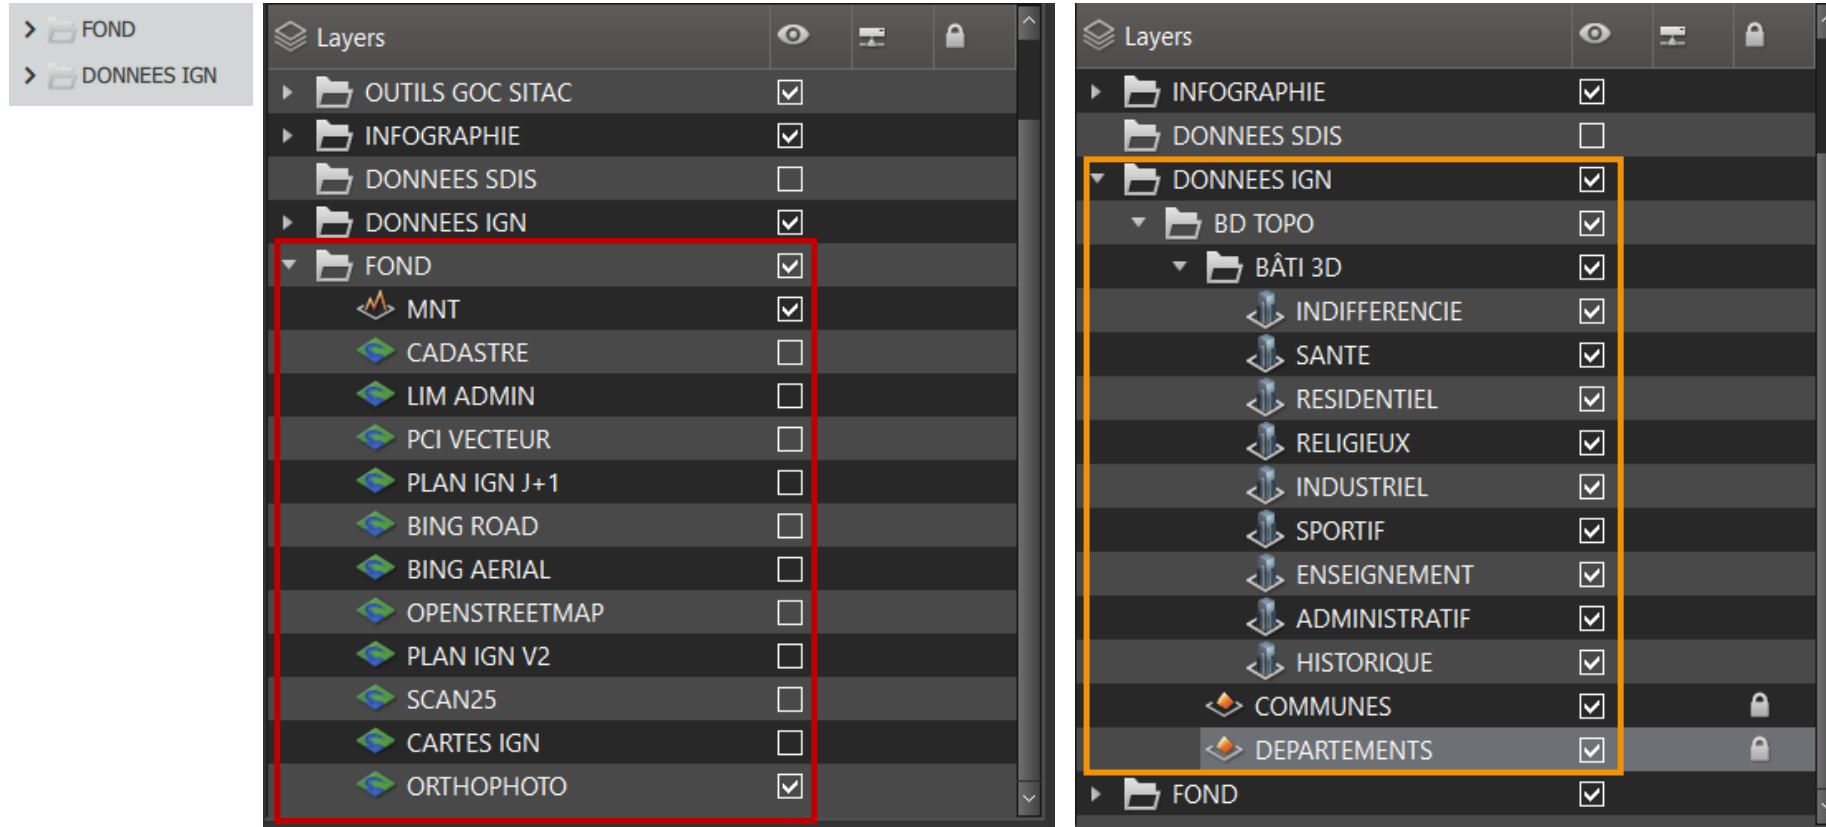 FOND
DONNEES IGN
Layers
OUTILS GOC SITAC
INFOGRAPHIE
DONNEES SDIS
DONNEES IGN
FOND
MNT
CADASTRE
LIM ADMIN
PCI VECTEUR
PLAN IGN J+1
BING ROAD
BING AERIAL
OPENSTREETMAP
PLAN IGN V2
SCAN25
CARTES IGN
ORTHOPHOTO
Layers
INFOGRAPHIE
DONNEES SDIS
DONNEES IGN
BD TOPO
BÂTI 3D
INDIFFERENCIE
SANTE
RESIDENTIEL
RELIGIEUX
INDUSTRIEL
SPORTIF
ENSEIGNEMENT
ADMINISTRATIF
HISTORIQUE
COMMUNES
DEPARTEMENTS
FOND